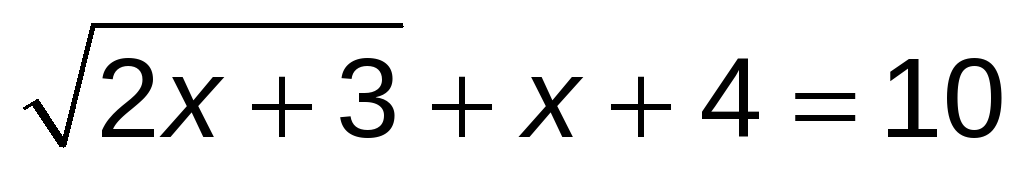 √2x + 3 + x + 4 = 10